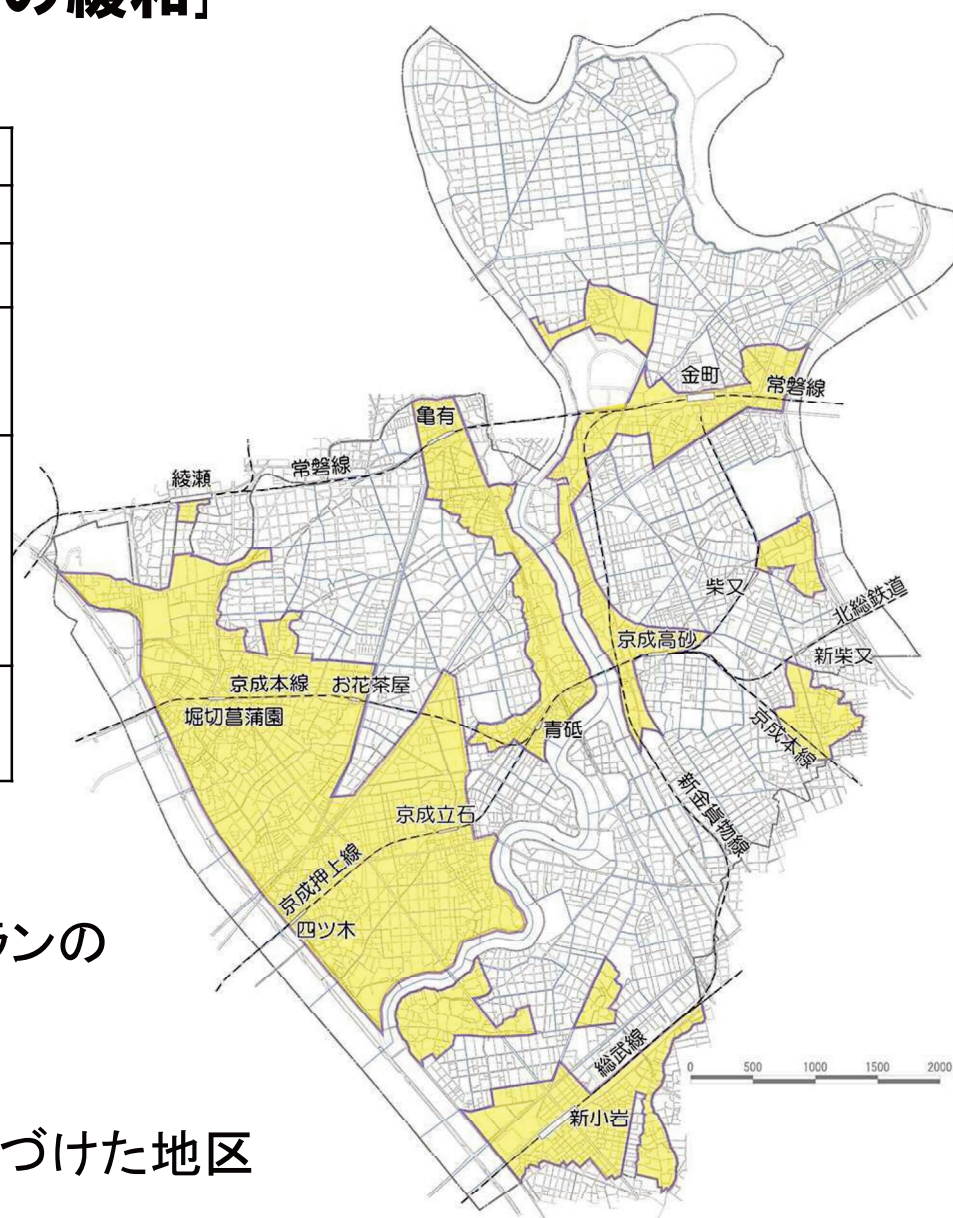 の緩和」
金町
常磐線
亀有
常磐線
綾瀬
柴又
北総鉄道
京成高砂
新柴又
京成本線
お花茶屋
堀切菖蒲園
青砥
京成本線
新金貨物線
京成立石
京成押上線
四ツ木
ランの
総武線
0 500 1000 1500 2000
新小岩
づけた地区